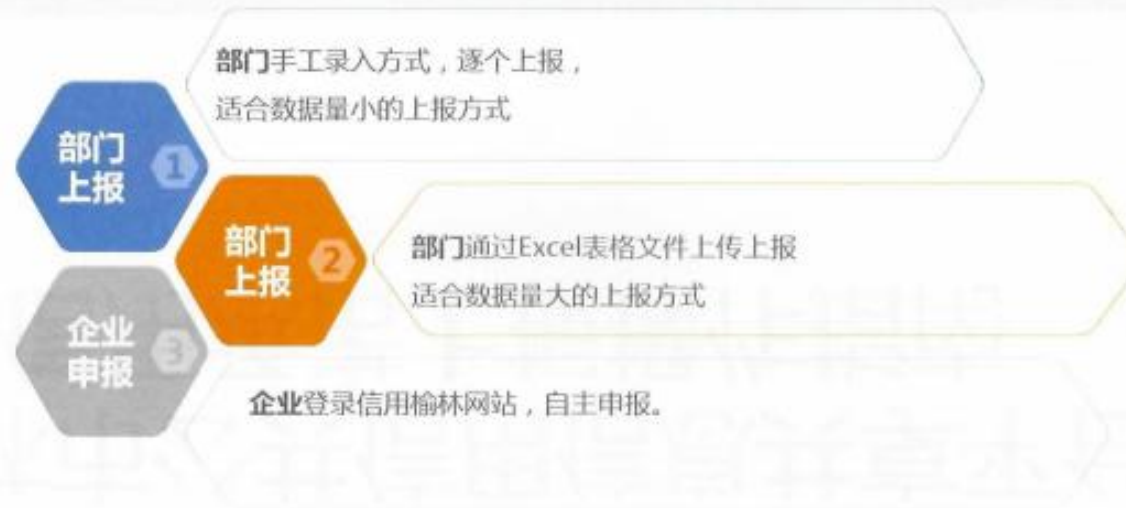 部门手工录入方式，逐个上报，
适合数据量小的上报方式
部门
上报
1
部门
上报
2
部门通过Excel表格文件上传上报
适合数据量大的上报方式
企业
申报
3
企业登录信用榆林网站，自主申报。